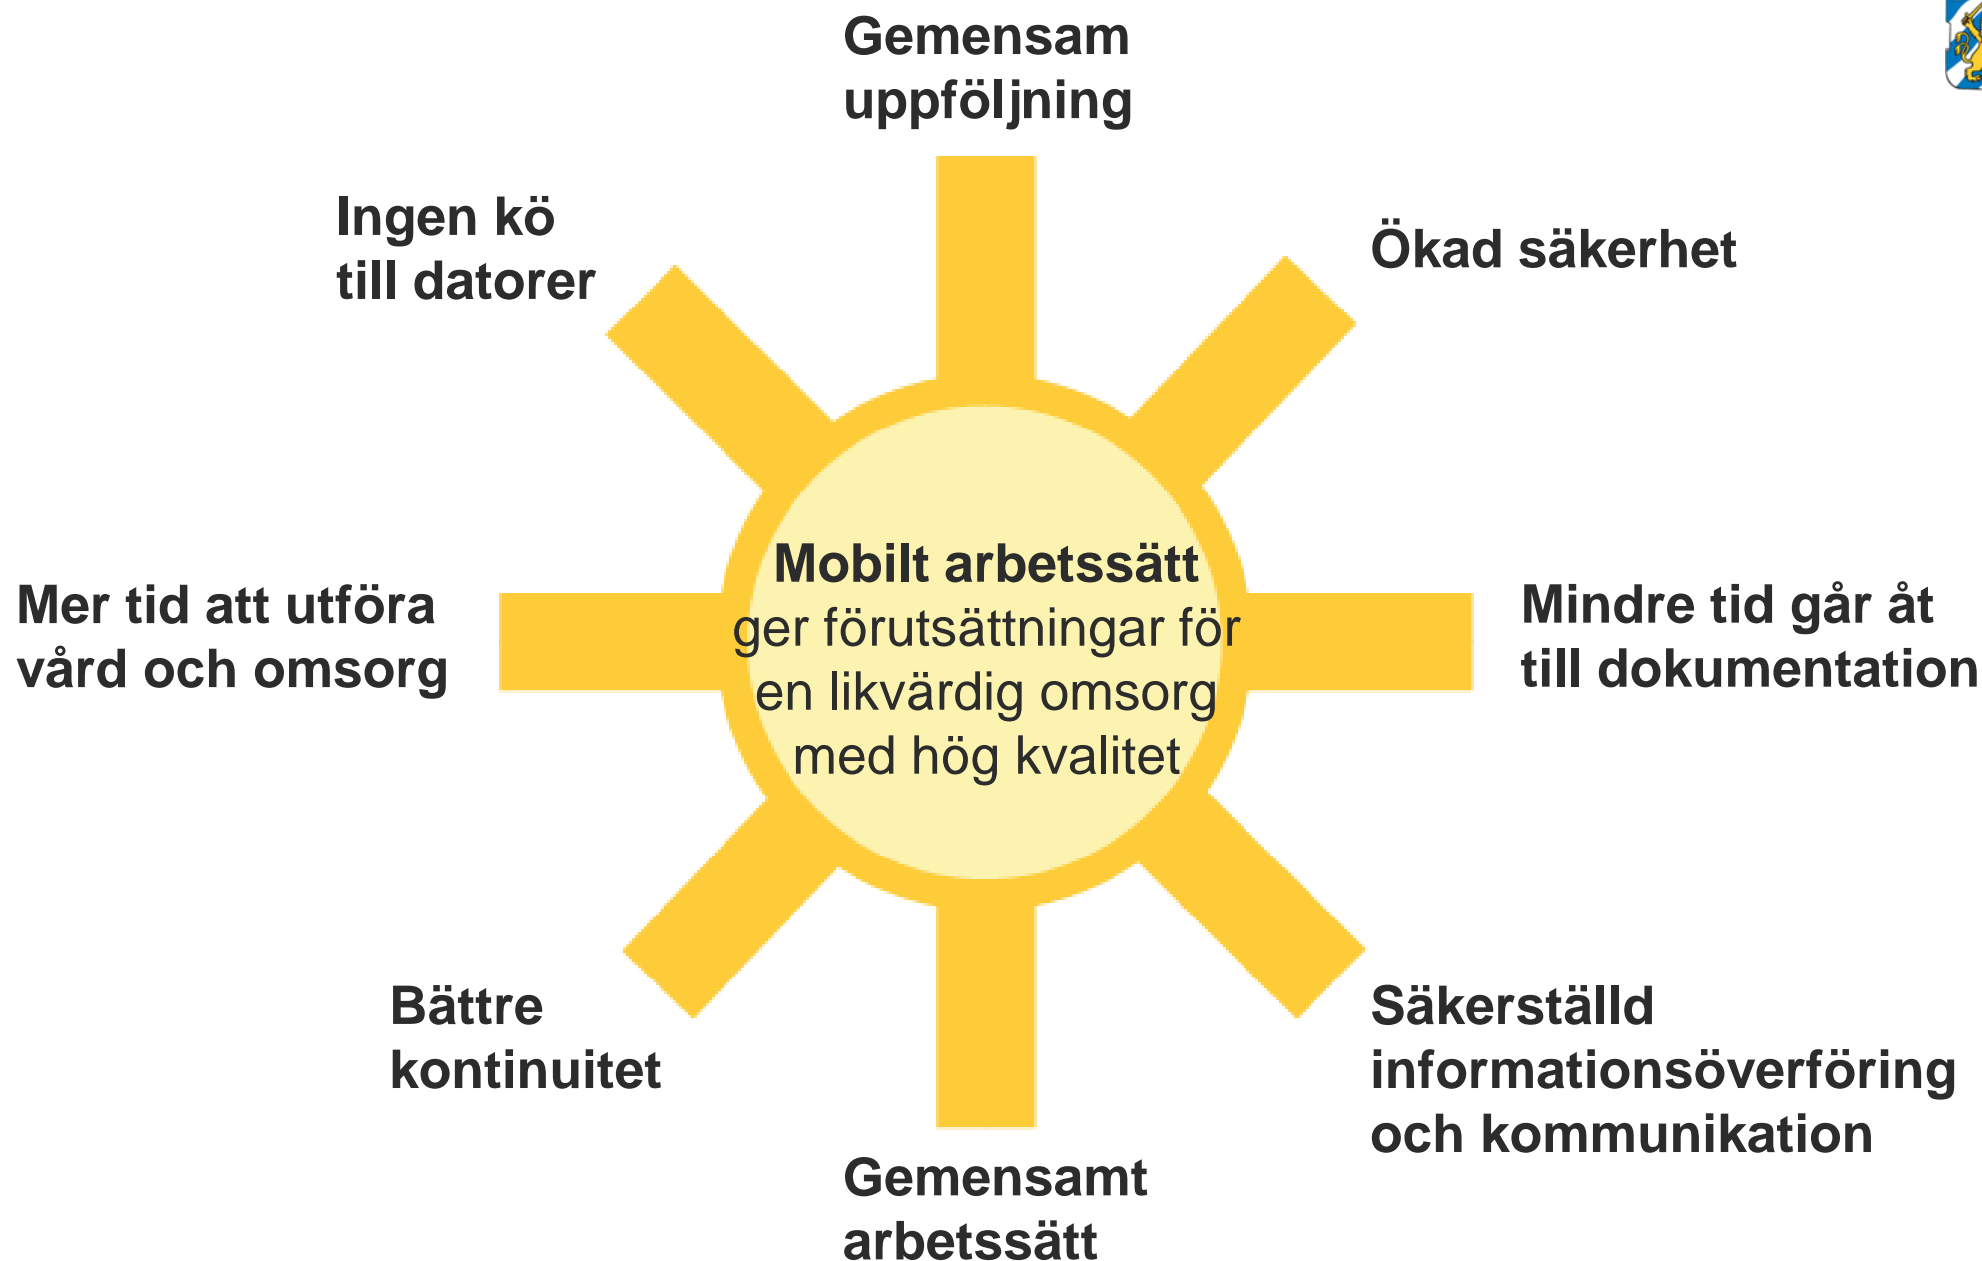 Gemensam
uppföljning
Ingen kö
till datorer
Ökad säkerhet
Mer tid att utföra
vård och omsorg
Mobilt arbetssätt
ger förutsättningar för
en likvärdig omsorg
med hög kvalitet
Mindre tid går åt
till dokumentation
Bättre
kontinuitet
Säkerställd
informationsöverföring
och kommunikation
Gemensamt
arbetssätt